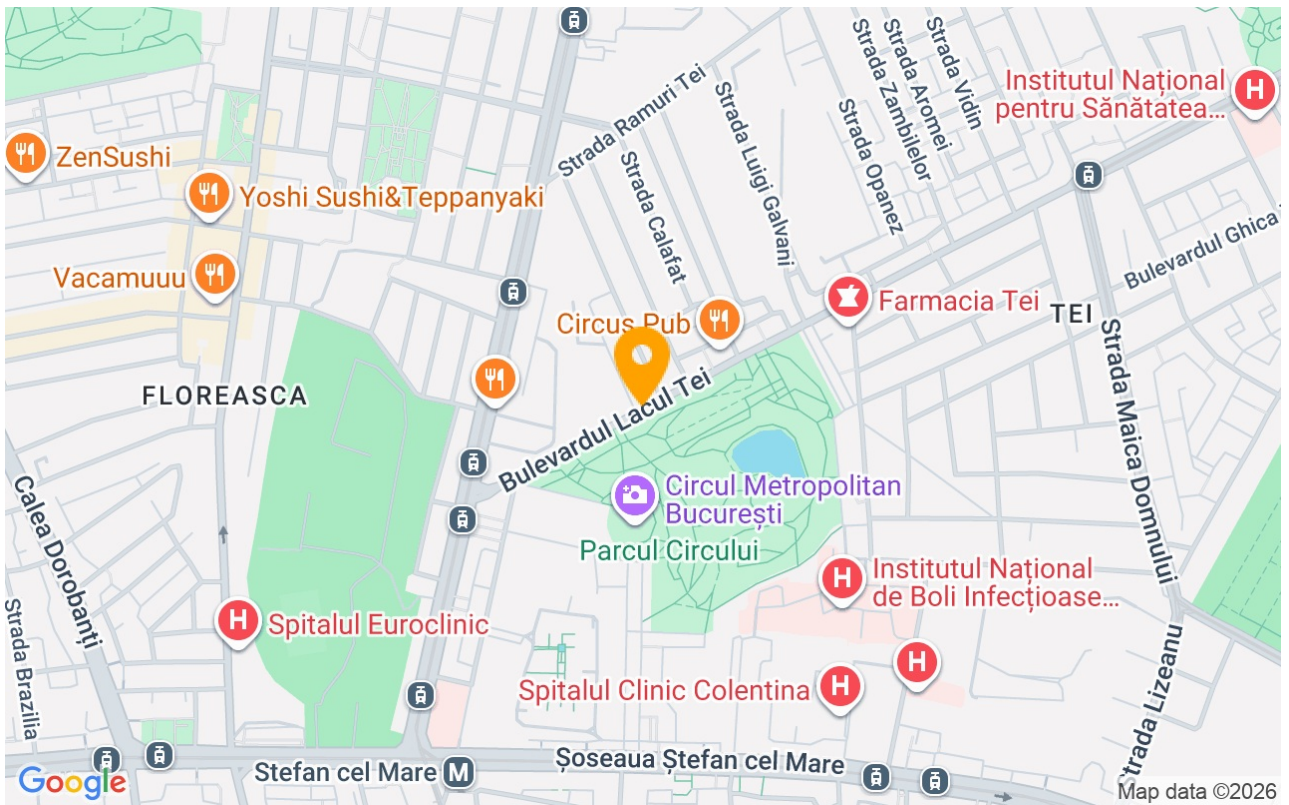 Strada Vidin
Strada Aromei
Strada Zambilelor
Institutul Național
pentru Sănătatea...
Strada Ramuri Tei
Strada Luigi Galvani
Strada Opanez
ZenSushi
Yoshi Sushi&Teppanyaki
Strada Calafat
Bulevardul Ghica
Vacamuuu
Farmacia Tei
TEI
Circus Pub
FLOREASCA
Bulevardul Lacul Tei
Strada Maica Domnului
Circul Metropolitan
București
Parcul Circului
Calea Dorobanți
Institutul Național
de Boli Infecțioase...
Strada Brazilia
Spitalul Euroclinic
Spitalul Clinic Colentina
Strada Lizeanu
Șoseaua Ștefan cel Mare
Stefan cel Mare M
Google
Map data ©2026